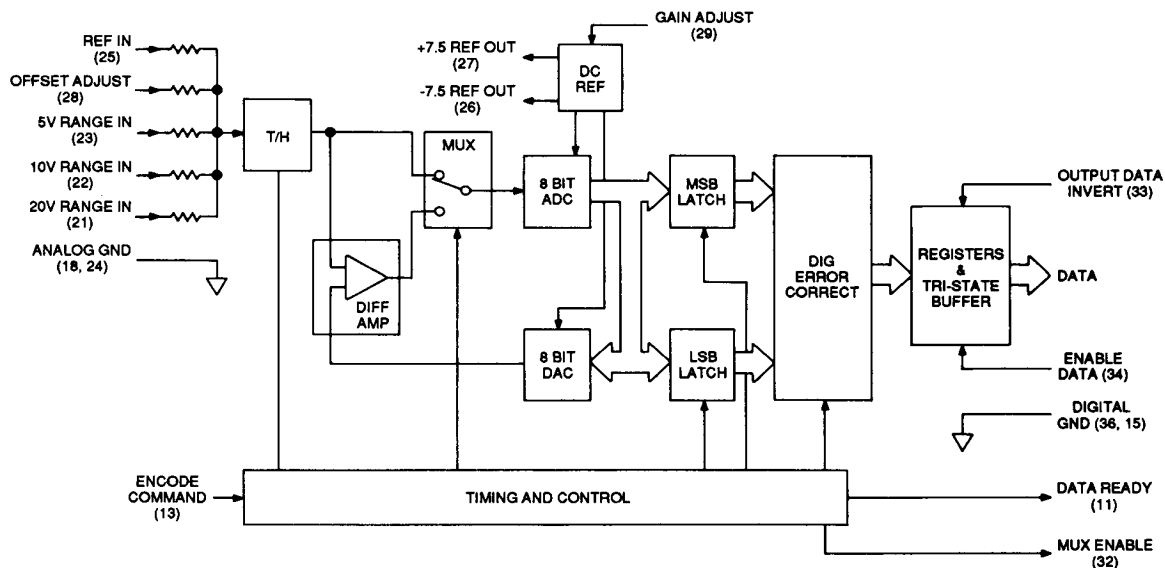 GAIN ADJUST
(29)
REF IN
(25)
+7.5 REF OUT
(27)
DC
REF
OFFSET ADJUST
(28)
-7.5 REF OUT
(26)
5V RANGE IN
(23)
T/H
MUX
10V RANGE IN
(22)
8 BIT
ADC
MSB
LATCH
OUTPUT DATA
INVERT (33)
20V RANGE IN
(21)
ANALOG GND
(18, 24)
DIG
ERROR
CORRECT
REGISTERS
&
TRI-STATE
BUFFER
DATA
DIFF
AMP
8 BIT
DAC
LSB
LATCH
ENABLE
DATA (34)
DIGITAL
GND (36, 15)
ENCODE
COMMAND
(13)
TIMING AND CONTROL
DATA READY
(11)
MUX ENABLE
(32)